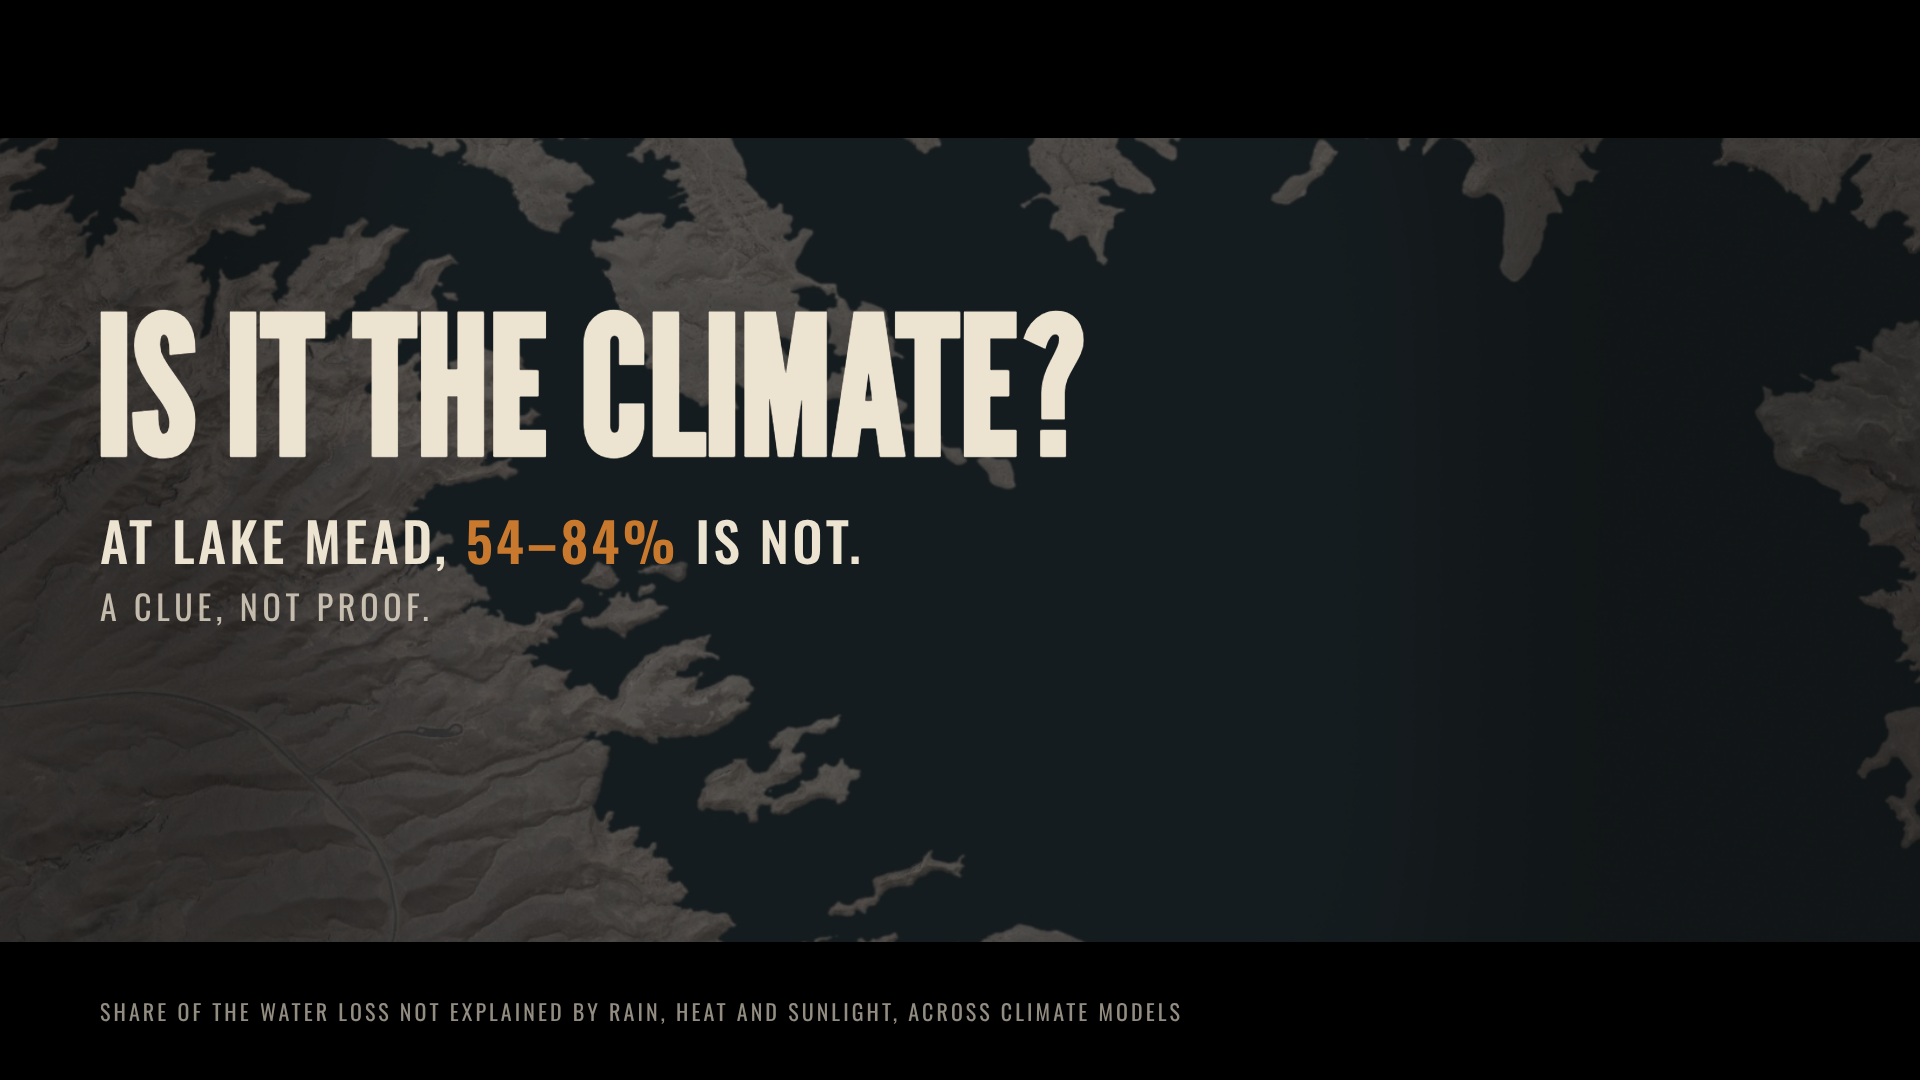 IS IT THE CLIMATE?
AT LAKE MEAD, 54–84% IS NOT.
A CLUE, NOT PROOF.
SHARE OF THE WATER LOSS NOT EXPLAINED BY RAIN, HEAT AND SUNLIGHT, ACROSS CLIMATE MODELS